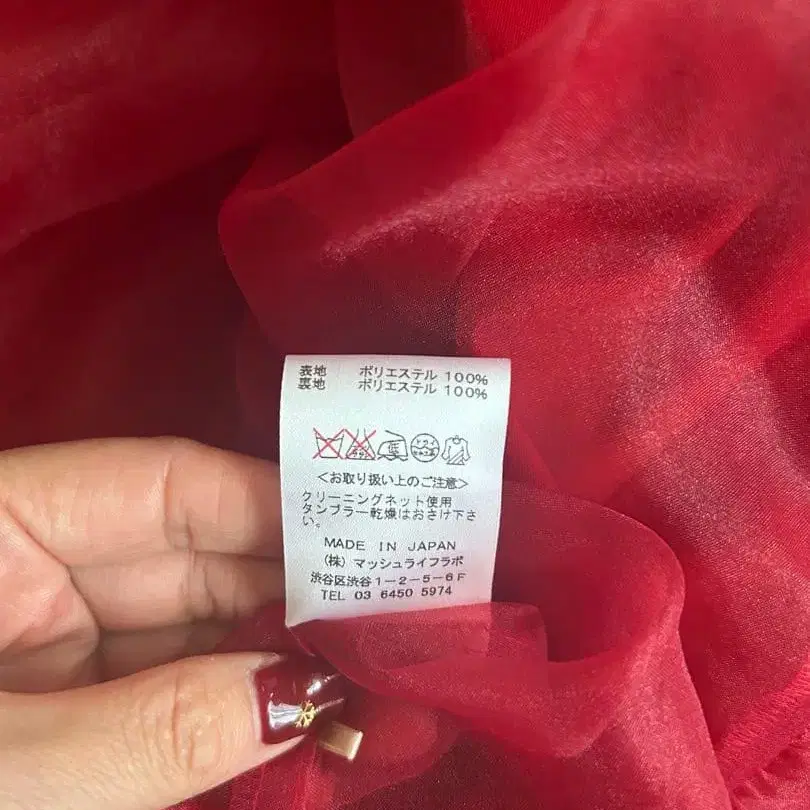 表地 ポリエステル 100%
裏地 ポリエステル 100%
低 ドライ
<お取り扱い上のご注意>
クリーニングネット使用
タンブラー乾燥はおさけ下さ
い。
MADE IN JAPAN
(株) マッシュライフラボ
渋谷区渋谷1-2-5-6F
TEL 03 6450 5974